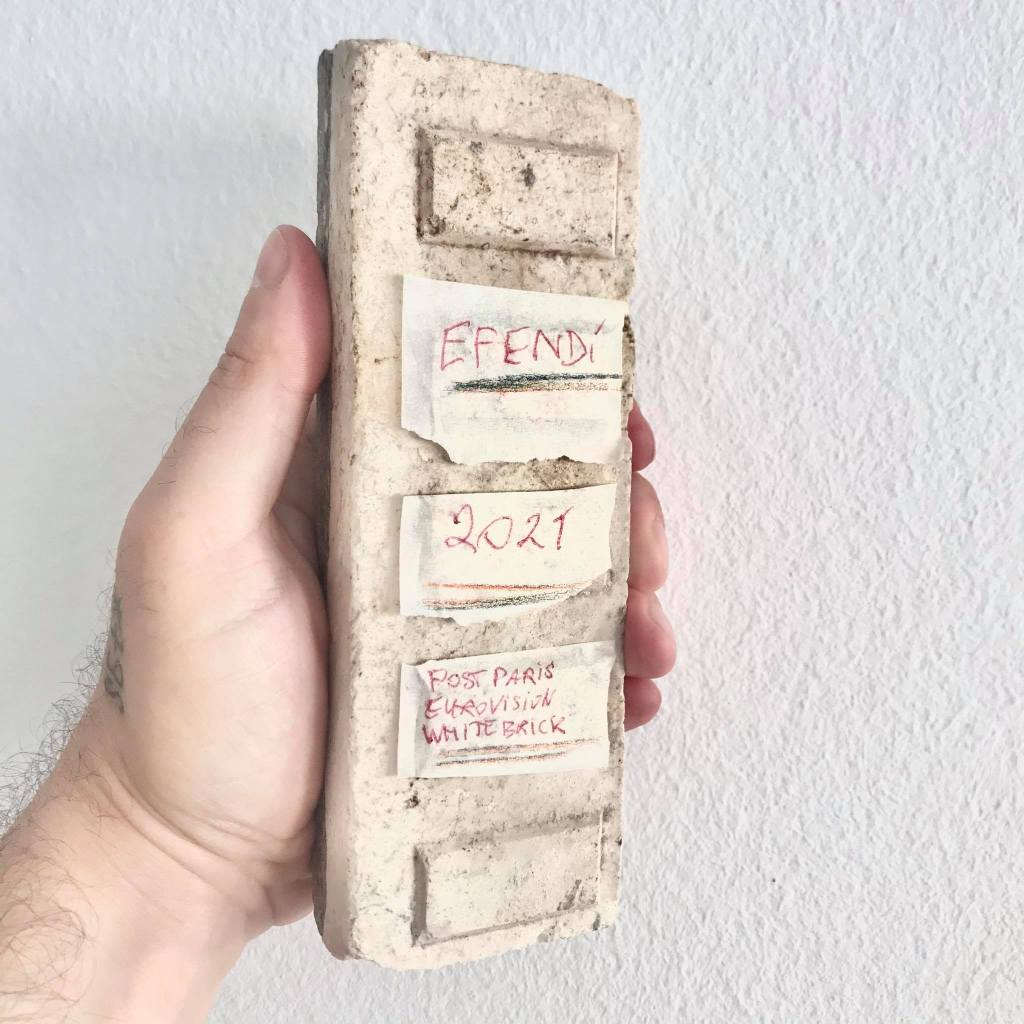 EFENDİ
2021
POST PARIS
EUROVISION
WHITE BRICK